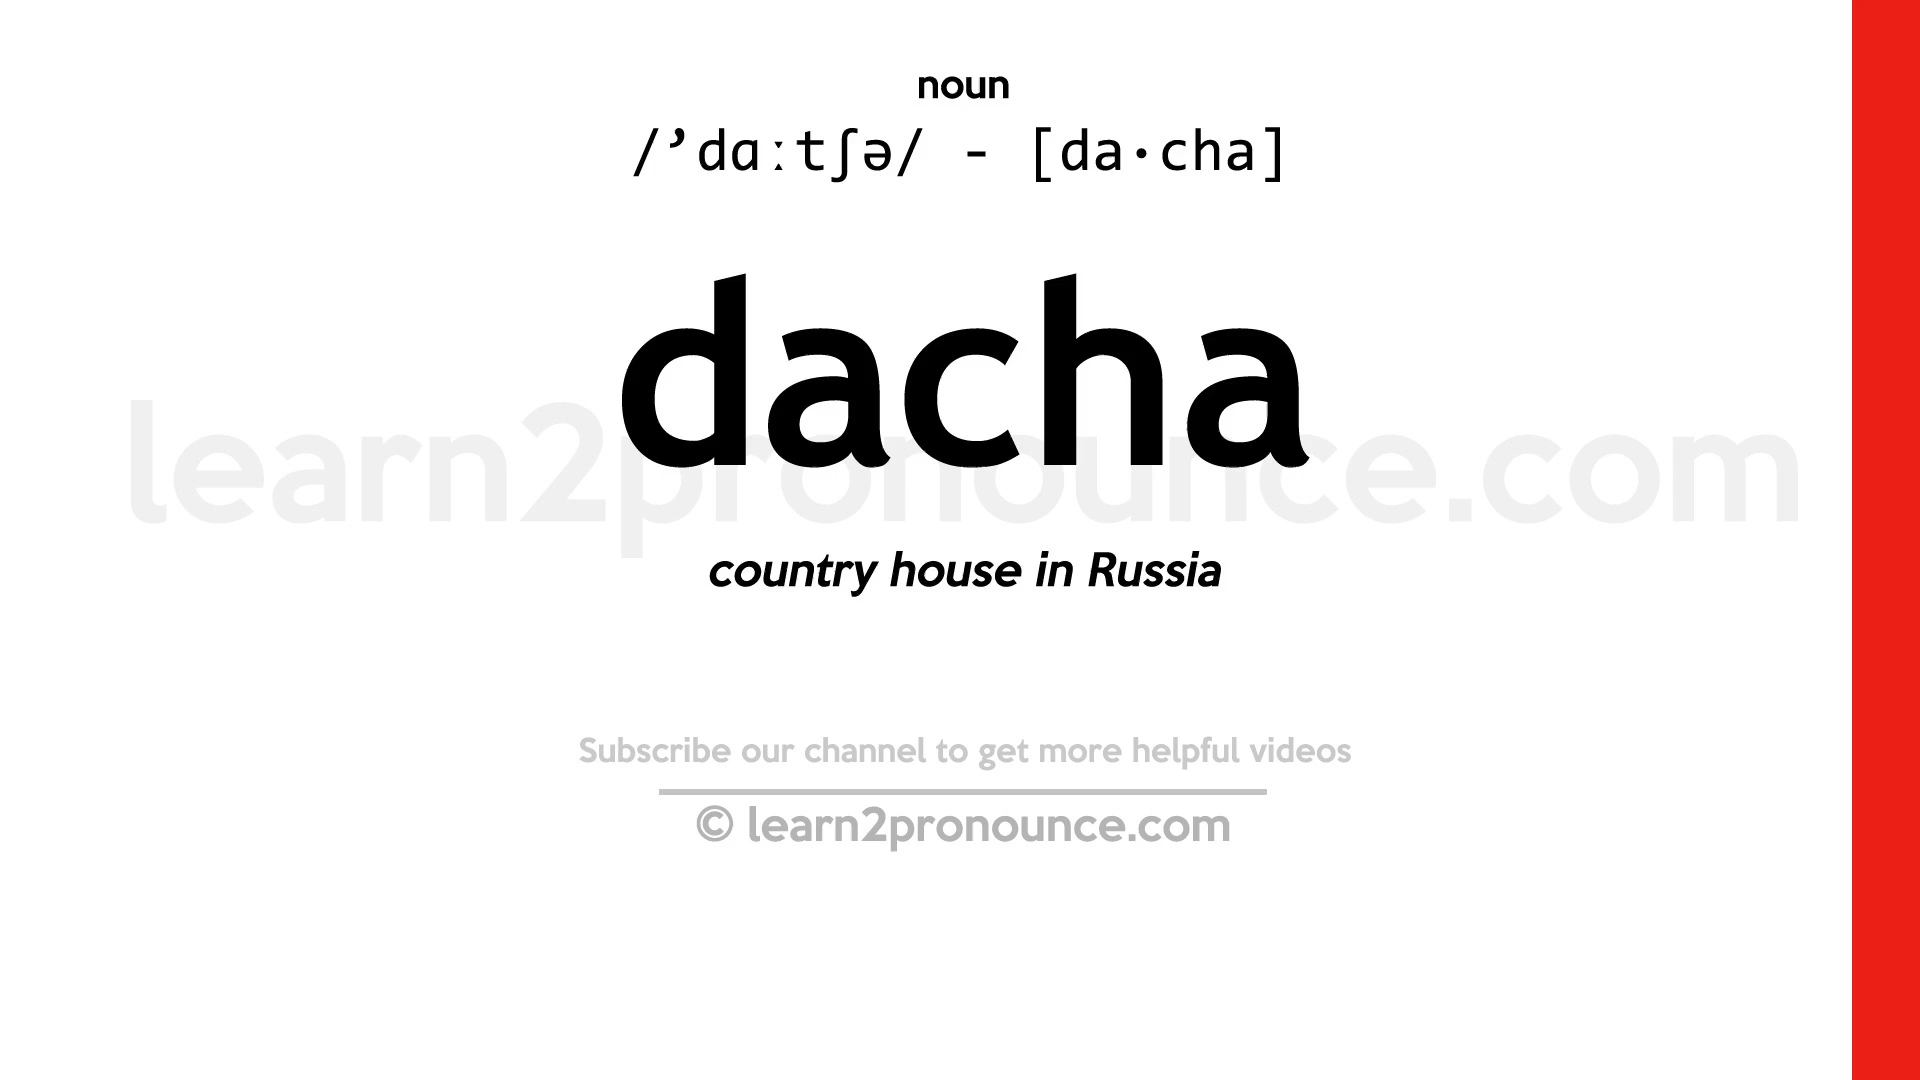 noun
/’dɑːtʃə/ - [da·cha]
dacha
learn2pronounce.com
country house in Russia
Subscribe our channel to get more helpful videos
© learn2pronounce.com